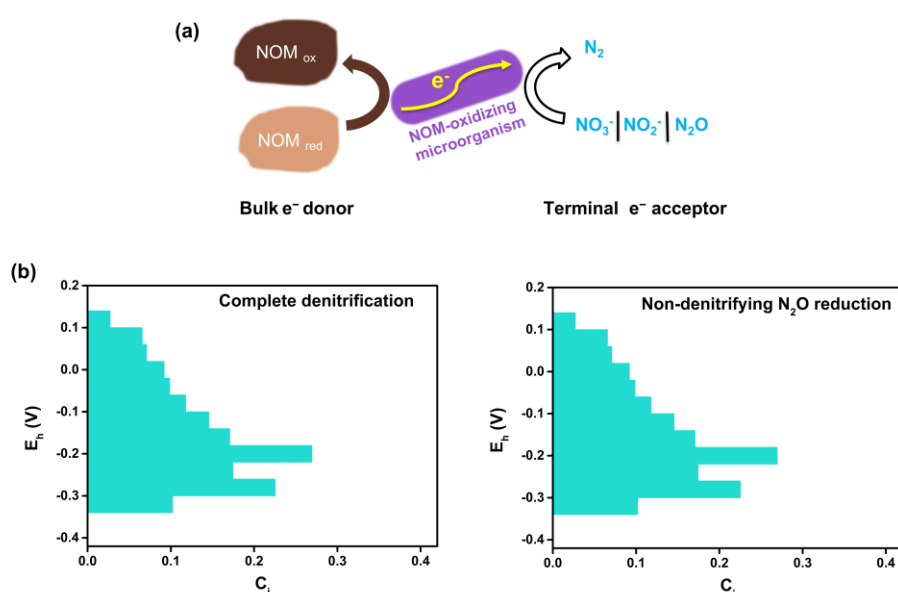 (a)
NOM ox
NOM red
e-
NOM-oxidizing
microorganism
N2
NO3-|NO2-|N2O
Bulk e− donor
Terminal e− acceptor
(b)
Complete denitrification
Eh (V)
0.2
0.1
0.0
-0.1
-0.2
-0.3
-0.4
0.0 0.1 0.2 0.3 0.4
Ci
Non-denitrifying N2O reduction
Eh (V)
0.2
0.1
0.0
-0.1
-0.2
-0.3
-0.4
0.0 0.1 0.2 0.3 0.4
C